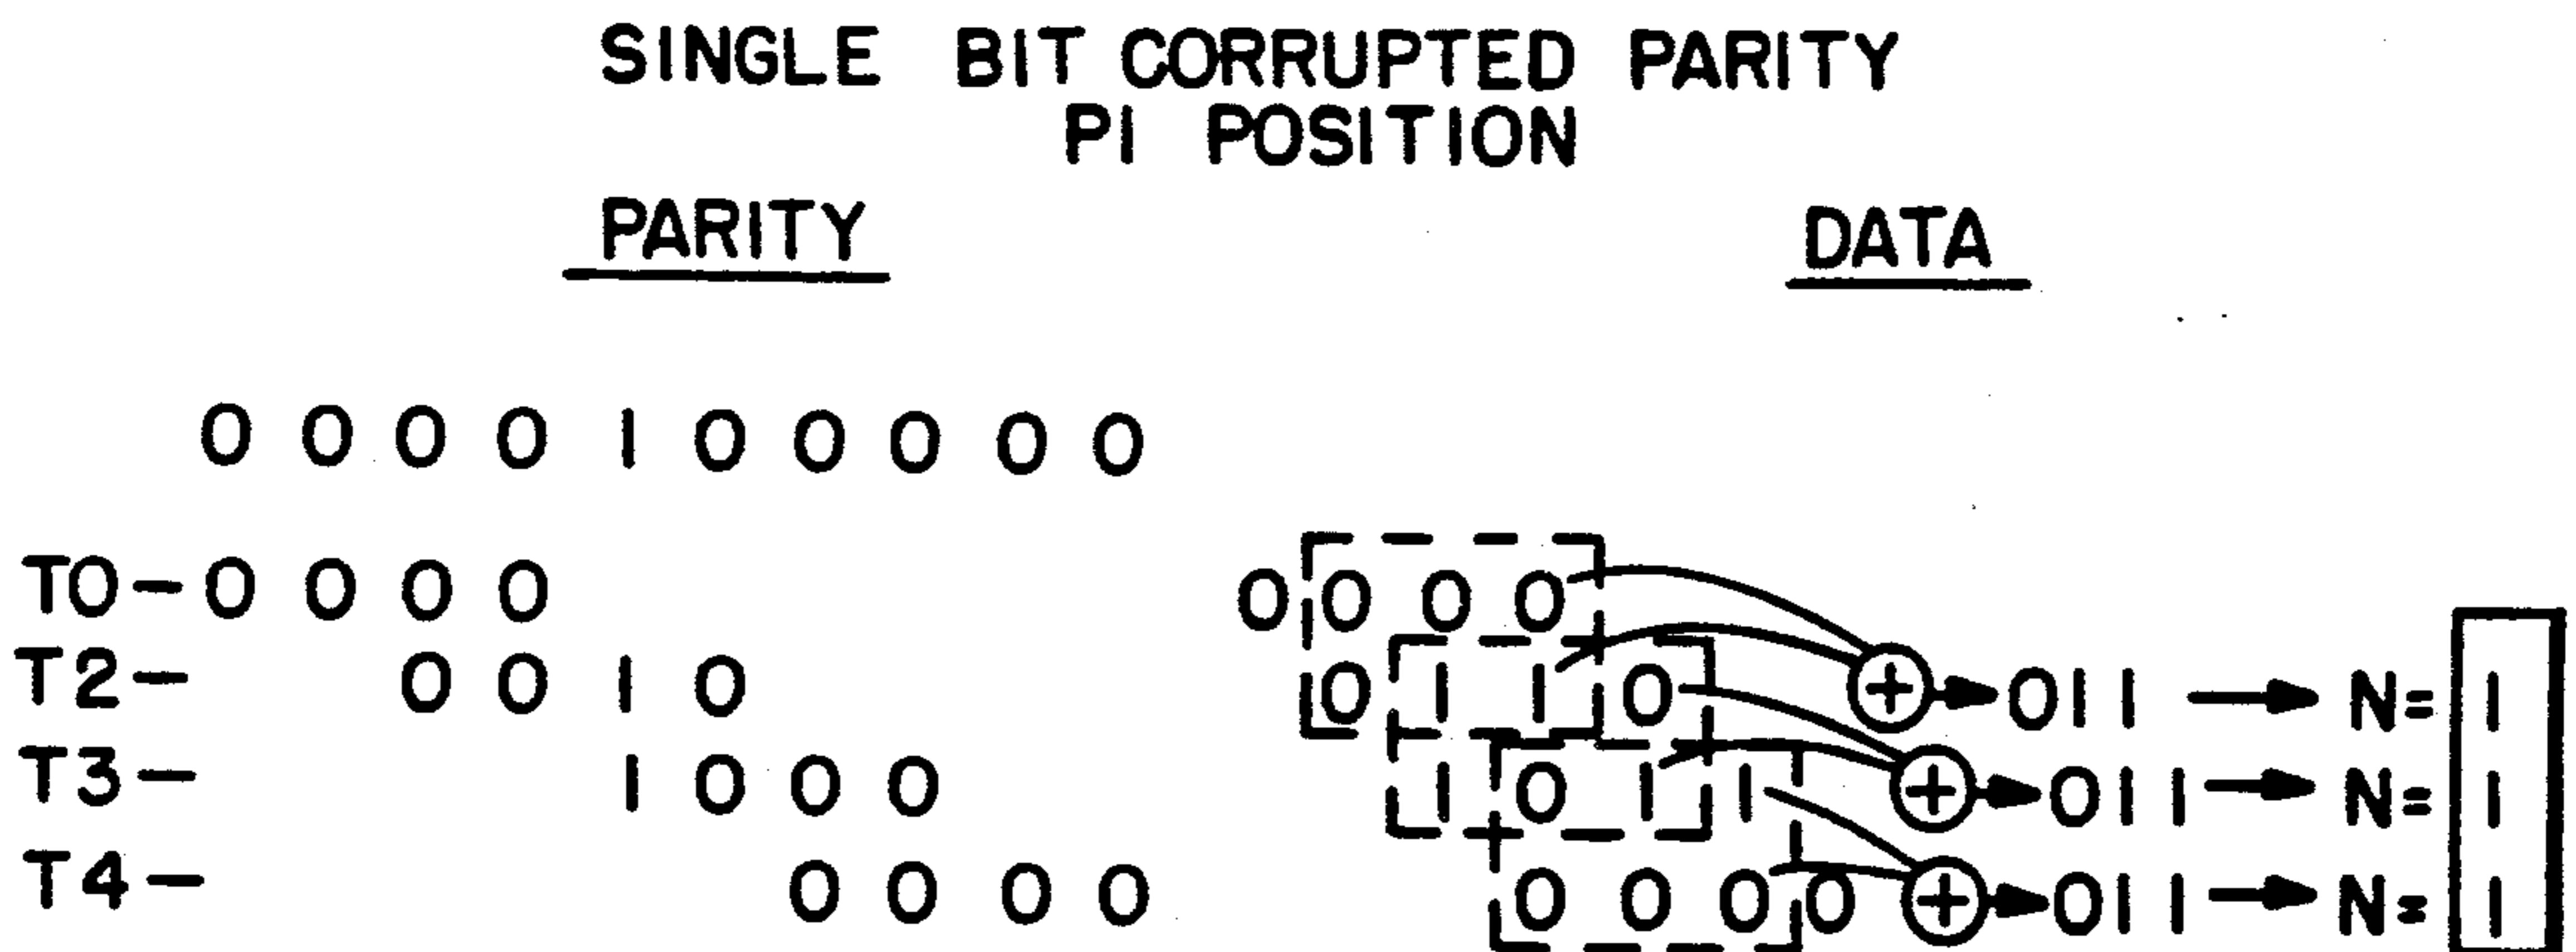 SINGLE BIT CORRUPTED PARITY
PI POSITION
PARITY DATA
0 0 0 0 1 0 0 0 0 0
T0- 0 0 0 0 0 0 0 0
T2- 0 0 1 0 0 1 1 0 + 011 N= 1
T3- 1 0 0 0 1 0 1 1 + 011 N= 1
T4- 0 0 0 0 0 0 0 0 + 011 N= 1